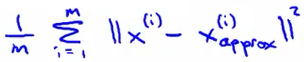 1/m Σ_{i=1}^{m} ||x^{(i)} - x_{approx}^{(i)}||^2